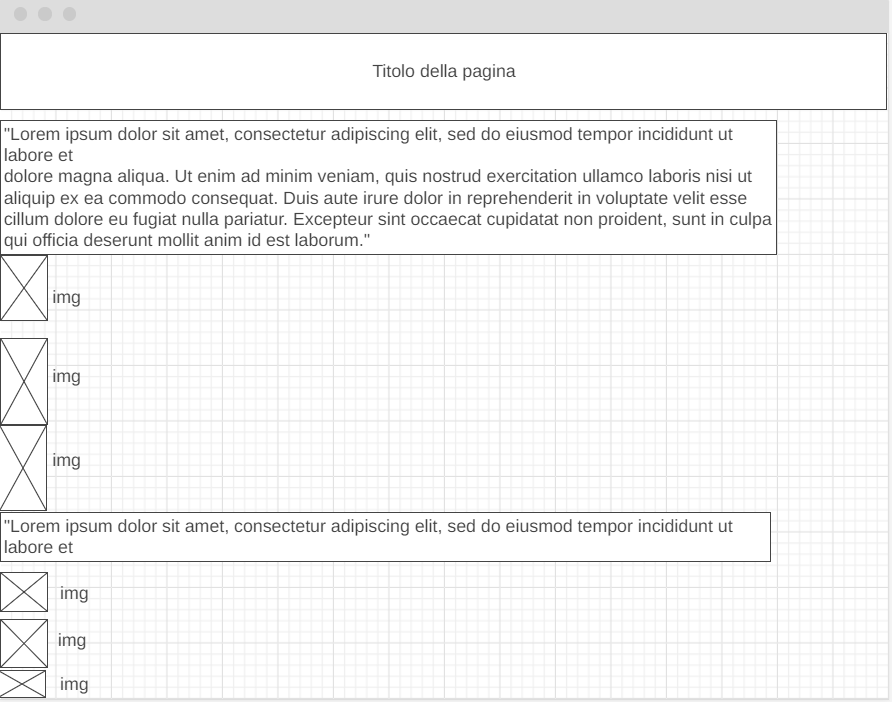 Titolo della pagina
"Lorem ipsum dolor sit amet, consectetur adipiscing elit, sed do eiusmod tempor incididunt ut
labore et
dolore magna aliqua. Ut enim ad minim veniam, quis nostrud exercitation ullamco laboris nisi ut
aliquip ex ea commodo consequat. Duis aute irure dolor in reprehenderit in voluptate velit esse
cillum dolore eu fugiat nulla pariatur. Excepteur sint occaecat cupidatat non proident, sunt in culpa
qui officia deserunt mollit anim id est laborum."
img
img
img
"Lorem ipsum dolor sit amet, consectetur adipiscing elit, sed do eiusmod tempor incididunt ut
labore et
img
img
img